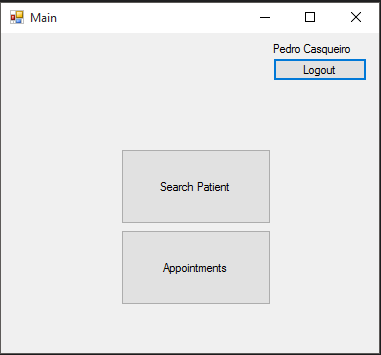 Main
Pedro Casqueiro
Logout
Search Patient
Appointments